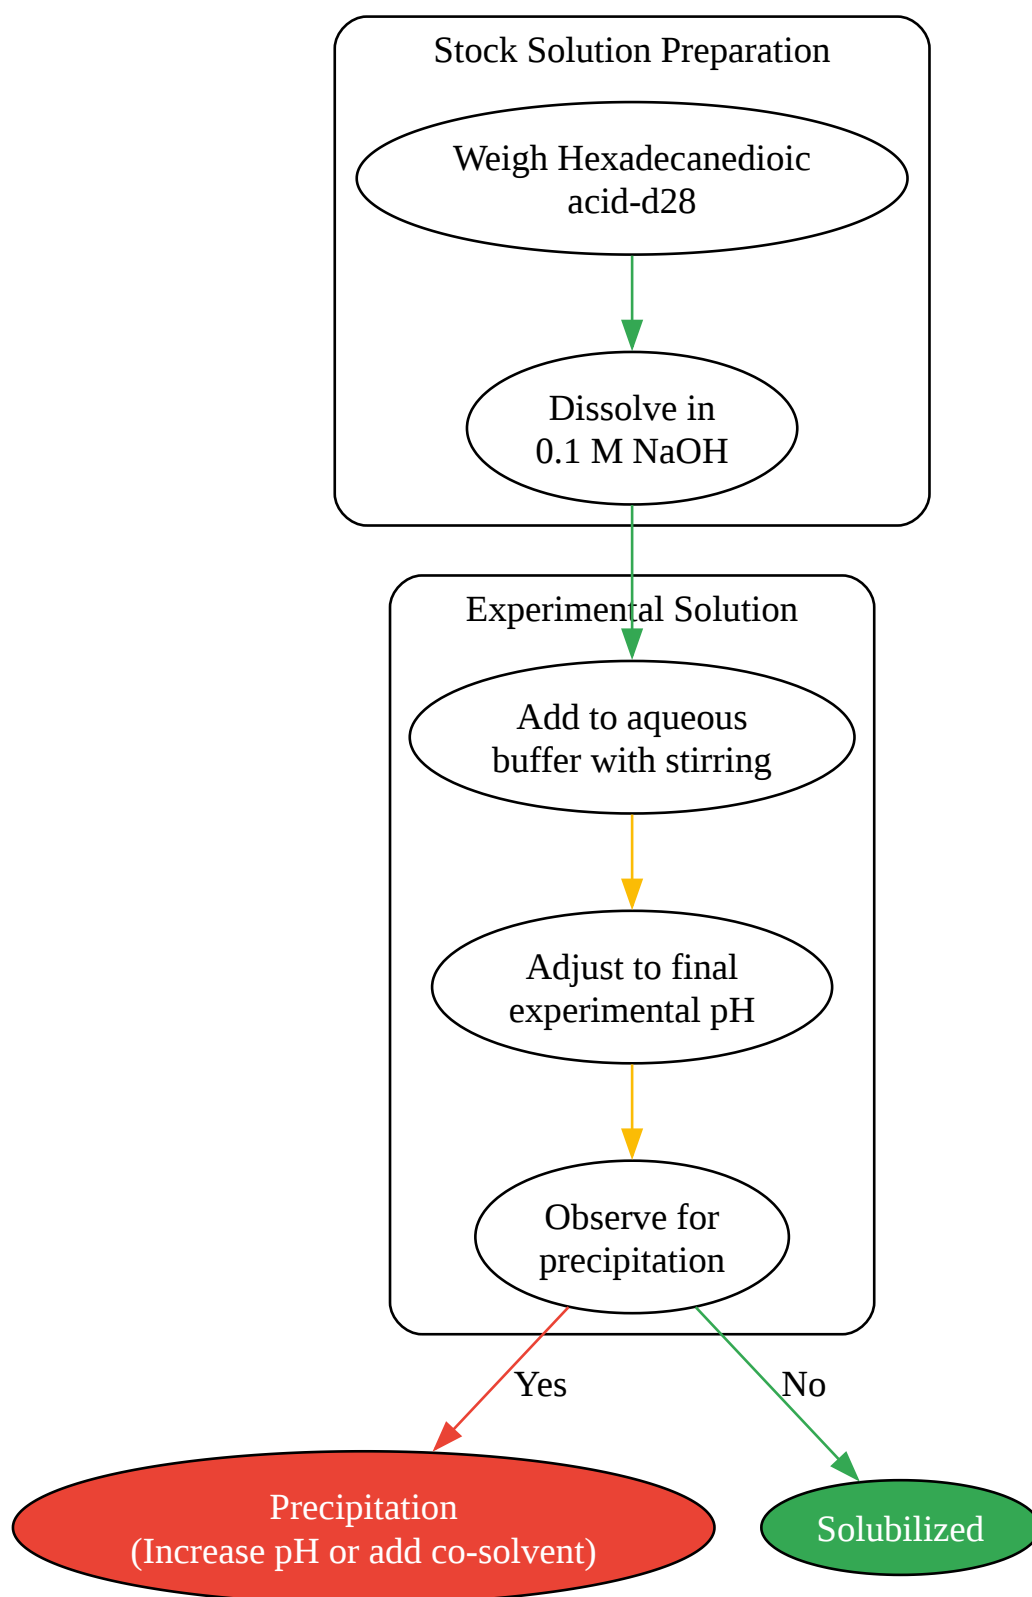 Stock Solution Preparation
Weigh Hexadecanedioic
acid-d28
Dissolve in
0.1 M NaOH
Experimental Solution
Add to aqueous
buffer with stirring
Adjust to final
experimental pH
Observe for
precipitation
Yes
No
Precipitation
(Increase pH or add co-solvent)
Solubilized